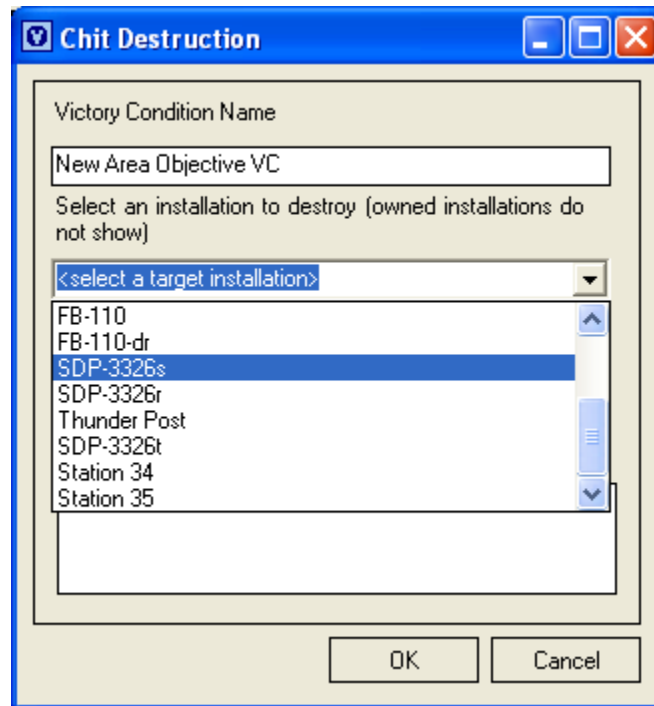 Chit Destruction
Victory Condition Name
New Area Objective VC
Select an installation to destroy (owned installations do
not show)
<select a target installation>
FB-110
FB-110-dr
SDP-3326s
SDP-3326r
Thunder Post
SDP-3326t
Station 34
Station 35
OK
Cancel